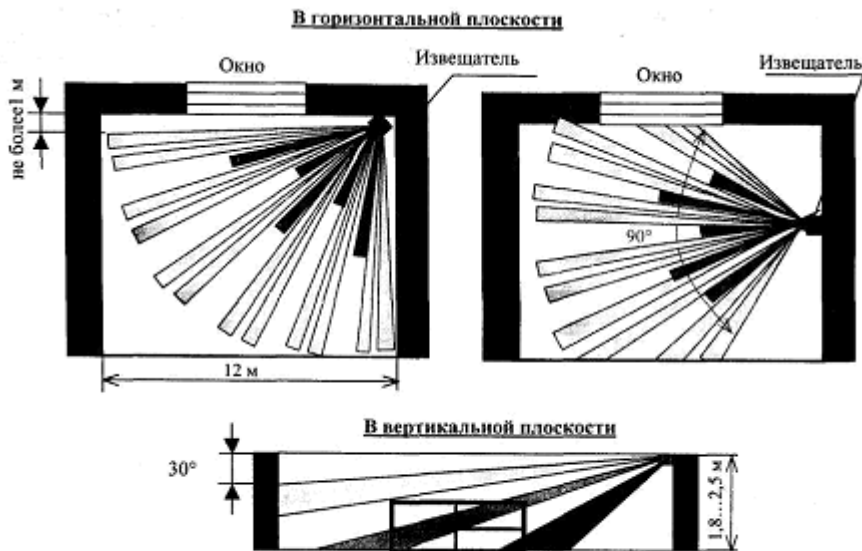 В горизонтальной плоскости
Окно
Извещатель
не более1 м
12 м
Окно
Извещатель
90°
В вертикальной плоскости
30°
1,8...2,5 м